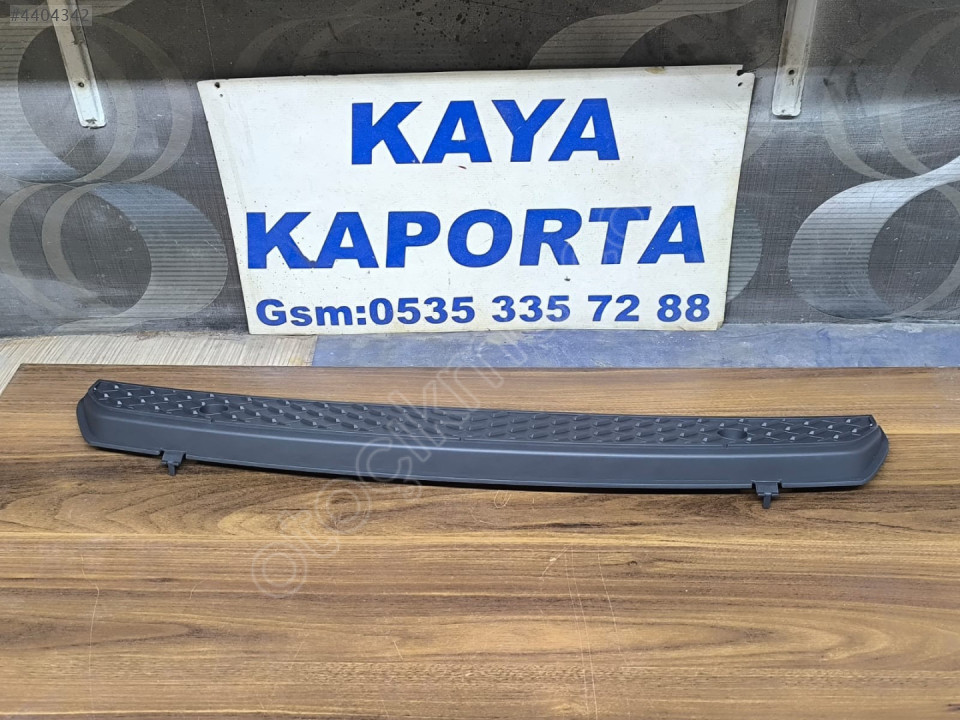 #4404342
KAYA
KAPORTA
Gsm:0535 335 72 88